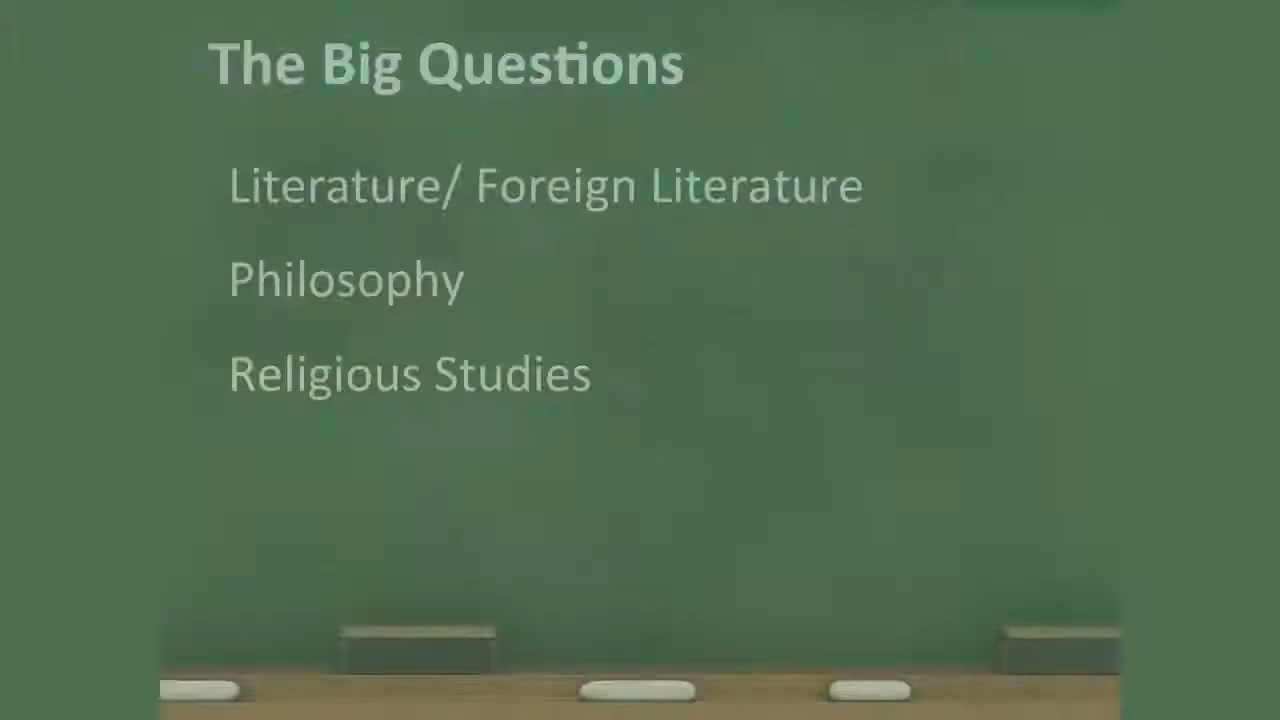 The Big Questions
Literature/ Foreign Literature
Philosophy
Religious Studies